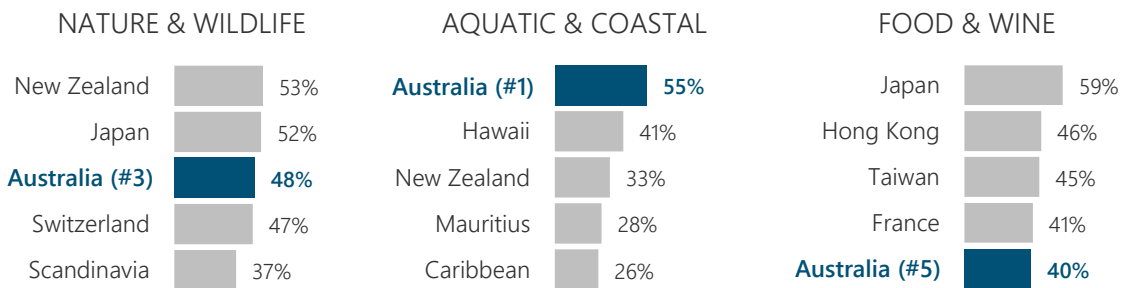 NATURE & WILDLIFE
New Zealand 53%
Japan 52%
Australia (#3) 48%
Switzerland 47%
Scandinavia 37%
AQUATIC & COASTAL
Australia (#1) 55%
Hawaii 41%
New Zealand 33%
Mauritius 28%
Caribbean 26%
FOOD & WINE
Japan 59%
Hong Kong 46%
Taiwan 45%
France 41%
Australia (#5) 40%